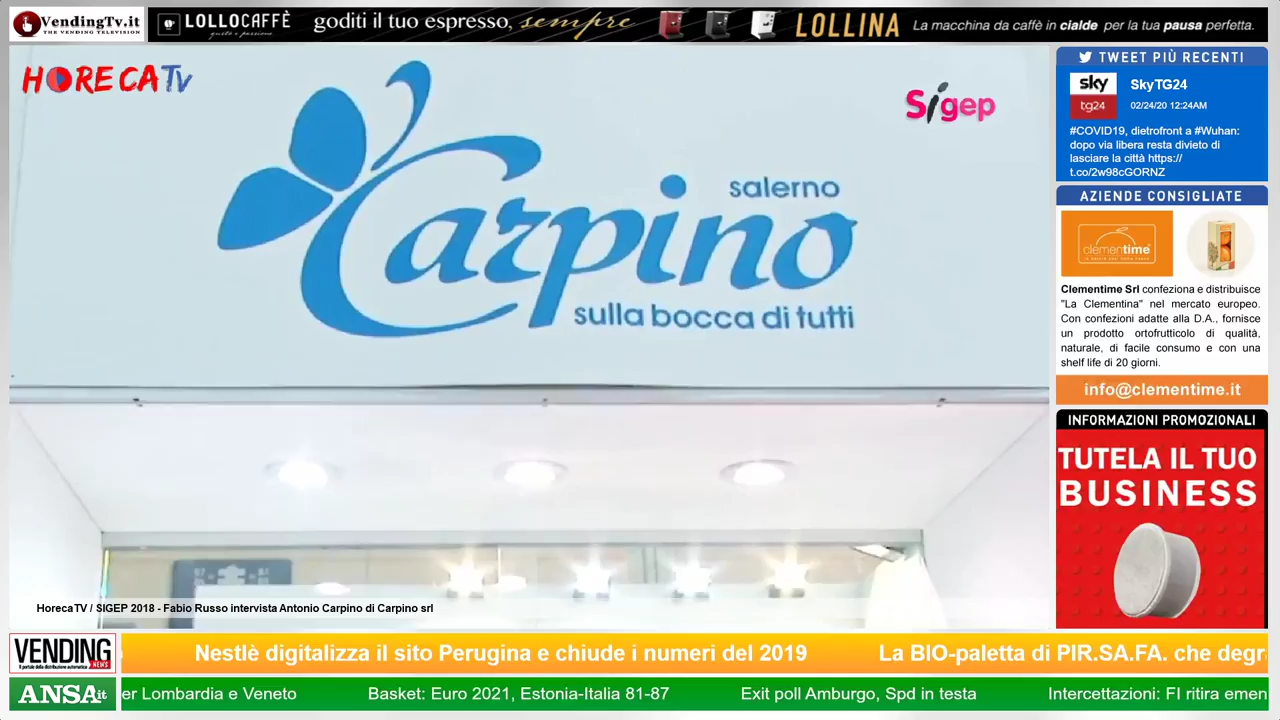 VendingTv.it
THE VENDING TELEVISION
LOLLOCAFFÈ
gusto e passione
goditi il tuo espresso, sempre
LOLLINA
La macchina da caffè in cialde per la tua pausa perfetta.
HORECATV
Sigep
salerno
Carpino
sulla bocca di tutti
HorecaTV / SIGEP 2018 - Fabio Russo intervista Antonio Carpino di Carpino srl
TWEET PIÙ RECENTI
sky
tg24
SkyTG24
02/24/20 12:24AM
#COVID19, dietrofront a #Wuhan:
dopo via libera resta divieto di
lasciare la città https://
t.co/2w98cGORNZ
AZIENDE CONSIGLIATE
clementime
Clementime Srl confeziona e distribuisce
"La Clementina" nel mercato europeo.
Con confezioni adatte alla D.A., fornisce
un prodotto ortofrutticolo di qualità,
naturale, di facile consumo e con una
shelf life di 20 giorni.
info@clementime.it
INFORMAZIONI PROMOZIONALI
TUTELA IL TUO
BUSINESS
VENDING
NEWS
Il portale della distribuzione automatica
Nestlè digitalizza il sito Perugina e chiude i numeri del 2019
La BIO-paletta di PIR.SA.FA. che degr
ANSA.it
er Lombardia e Veneto
Basket: Euro 2021, Estonia-Italia 81-87
Exit poll Amburgo, Spd in testa
Intercettazioni: FI ritira emen